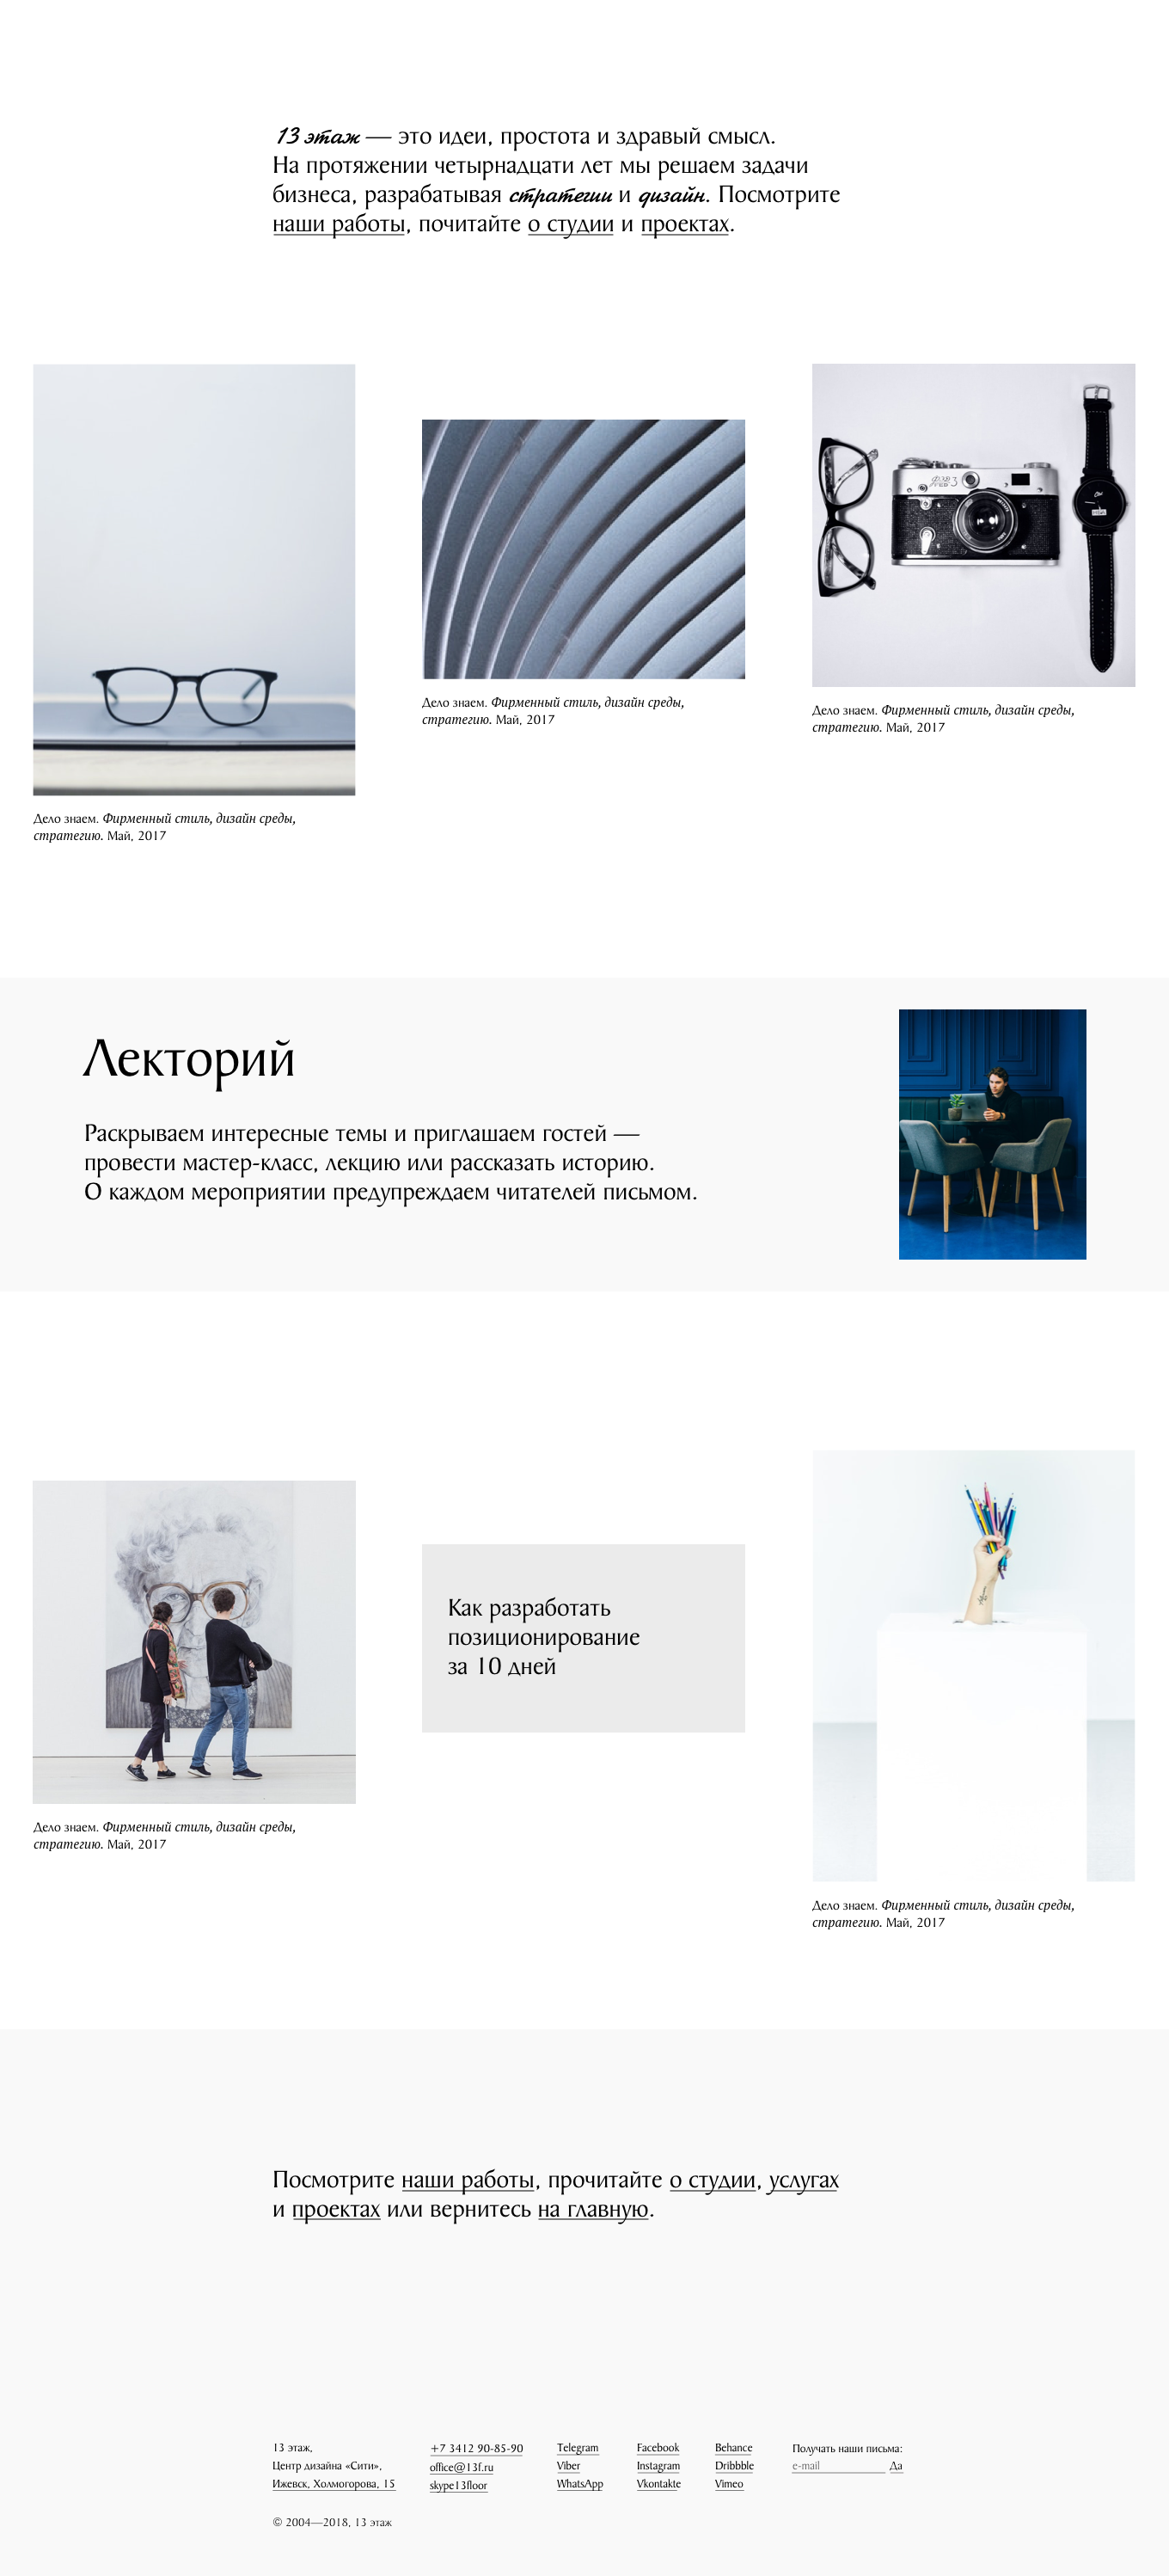 13 этаж — это идеи, простота и здравый смысл.
На протяжении четырнадцати лет мы решаем задачи
бизнеса, разрабатывая стратегии и дизайн. Посмотрите
наши работы, почитайте о студии и проектах.
Дело знаем. Фирменный стиль, дизайн среды,
стратегию. Май, 2017
Дело знаем. Фирменный стиль, дизайн среды,
стратегию. Май, 2017
Дело знаем. Фирменный стиль, дизайн среды,
стратегию. Май, 2017
Лекторий
Раскрываем интересные темы и приглашаем гостей —
провести мастер-класс, лекцию или рассказать историю.
О каждом мероприятии предупреждаем читателей письмом.
Дело знаем. Фирменный стиль, дизайн среды,
стратегию. Май, 2017
Как разработать
позиционирование
за 10 дней
Дело знаем. Фирменный стиль, дизайн среды,
стратегию. Май, 2017
Посмотрите наши работы, прочитайте о студии, услугах
и проектах или вернитесь на главную.
13 этаж,
Центр дизайна «Сити»,
Ижевск, Холмогорова, 15
+7 3412 90-85-90
office@13f.ru
skype13floor
Telegram
Viber
WhatsApp
Facebook
Instagram
Vkontakte
Behance
Dribbble
Vimeo
Получать наши письма:
e-mail Да
© 2004—2018, 13 этаж